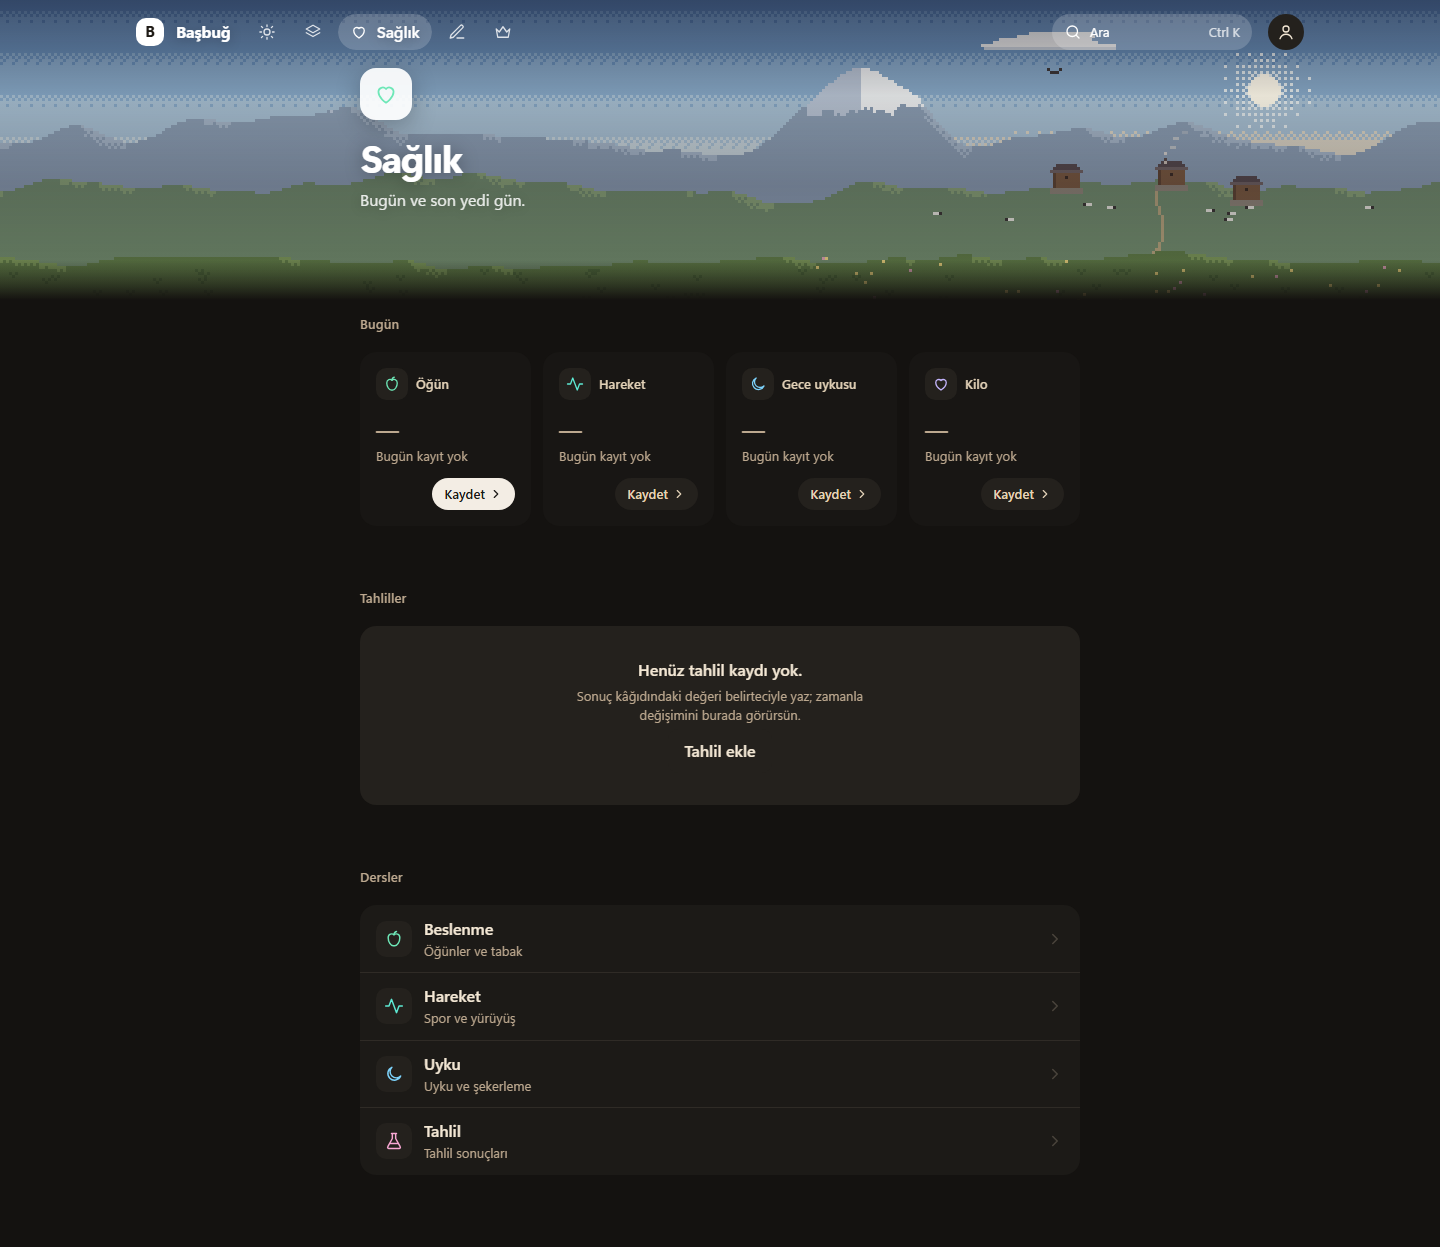 B Başbuğ Sağlık Ara Ctrl K
Sağlık
Bugün ve son yedi gün.
Bugün
Öğün
Hareket
Gece uykusu
Kilo
—
—
—
—
Bugün kayıt yok
Bugün kayıt yok
Bugün kayıt yok
Bugün kayıt yok
Kaydet
Kaydet
Kaydet
Kaydet
Tahliller
Henüz tahlil kaydı yok.
Sonuç kâğıdındaki değeri belirteciyle yaz; zamanla
değişimini burada görürsün.
Tahlil ekle
Dersler
Beslenme
Öğünler ve tabak
Hareket
Spor ve yürüyüş
Uyku
Uyku ve şekerleme
Tahlil
Tahlil sonuçları